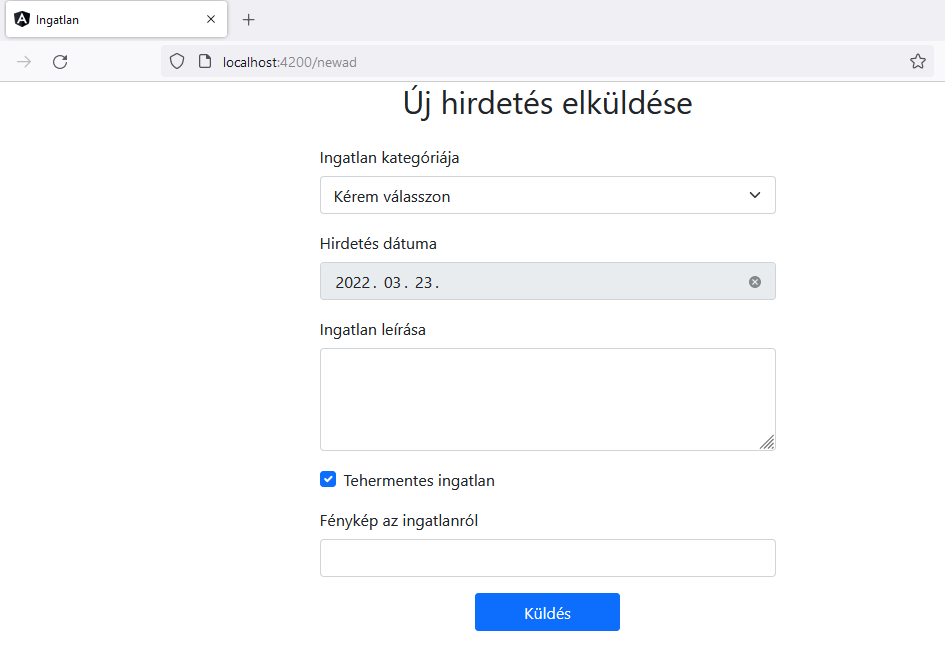 Ingatlan
localhost:4200/newad
Új hirdetés elküldése
Ingatlan kategóriája
Kérem válasszon
Hirdetés dátuma
2022. 03. 23.
Ingatlan leírása
Tehermentes ingatlan
Fénykép az ingatlanról
Küldés